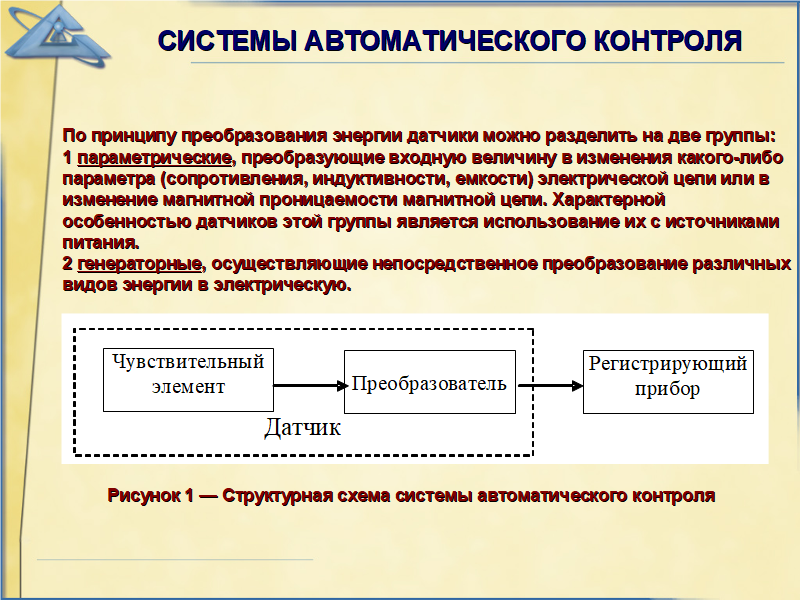 СИСТЕМЫ АВТОМАТИЧЕСКОГО КОНТРОЛЯ
По принципу преобразования энергии датчики можно разделить на две группы:
1 параметрические, преобразующие входную величину в изменения какого-либо
параметра (сопротивления, индуктивности, емкости) электрической цепи или в
изменение магнитной проницаемости магнитной цепи. Характерной
особенностью датчиков этой группы является использование их с источниками
питания.
2 генераторные, осуществляющие непосредственное преобразование различных
видов энергии в электрическую.
Чувствительный
элемент
Преобразователь
Регистрирующий
прибор
Датчик
Рисунок 1 — Структурная схема системы автоматического контроля